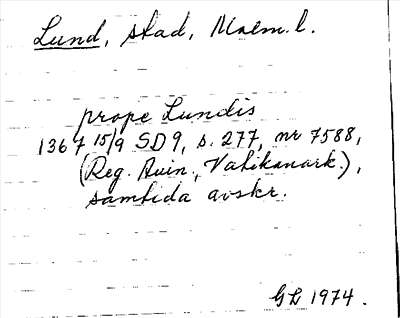 Lund, stad, Malm. l.
prope Lundis
1367 15/9 SD 9, s. 277, nr 7588,
(Reg. Avin., Vatikanark.),
samtida avskr.
GL 1974.